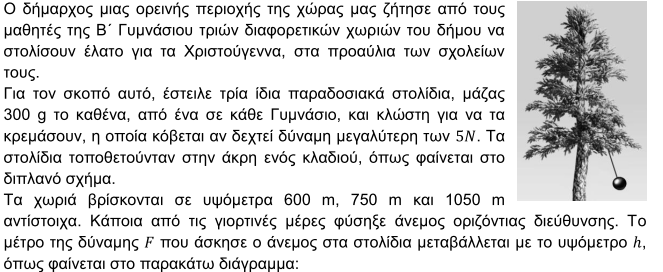 Ο δήμαρχος μιας ορεινής περιοχής της χώρας μας ζήτησε από τους
μαθητές της Β΄ Γυμνάσιου τριών διαφορετικών χωριών του δήμου να
στολίσουν έλατο για τα Χριστούγεννα, στα προαύλια των σχολείων
τους.
Για τον σκοπό αυτό, έστειλε τρία ίδια παραδοσιακά στολίδια, μάζας
300 g το καθένα, από ένα σε κάθε Γυμνάσιο, και κλώστη για να τα
κρεμάσουν, η οποία κόβεται αν δεχτεί δύναμη μεγαλύτερη των 5N. Τα
στολίδια τοποθετούνταν στην άκρη ενός κλαδιού, όπως φαίνεται στο
διπλανό σχήμα.
Τα χωριά βρίσκονται σε υψόμετρα 600 m, 750 m και 1050 m
αντίστοιχα. Κάποια από τις γιορτινές μέρες φύσηξε άνεμος οριζόντιας διεύθυνσης. Το
μέτρο της δύναμης F που άσκησε ο άνεμος στα στολίδια μεταβάλλεται με το υψόμετρο h,
όπως φαίνεται στο παρακάτω διάγραμμα: